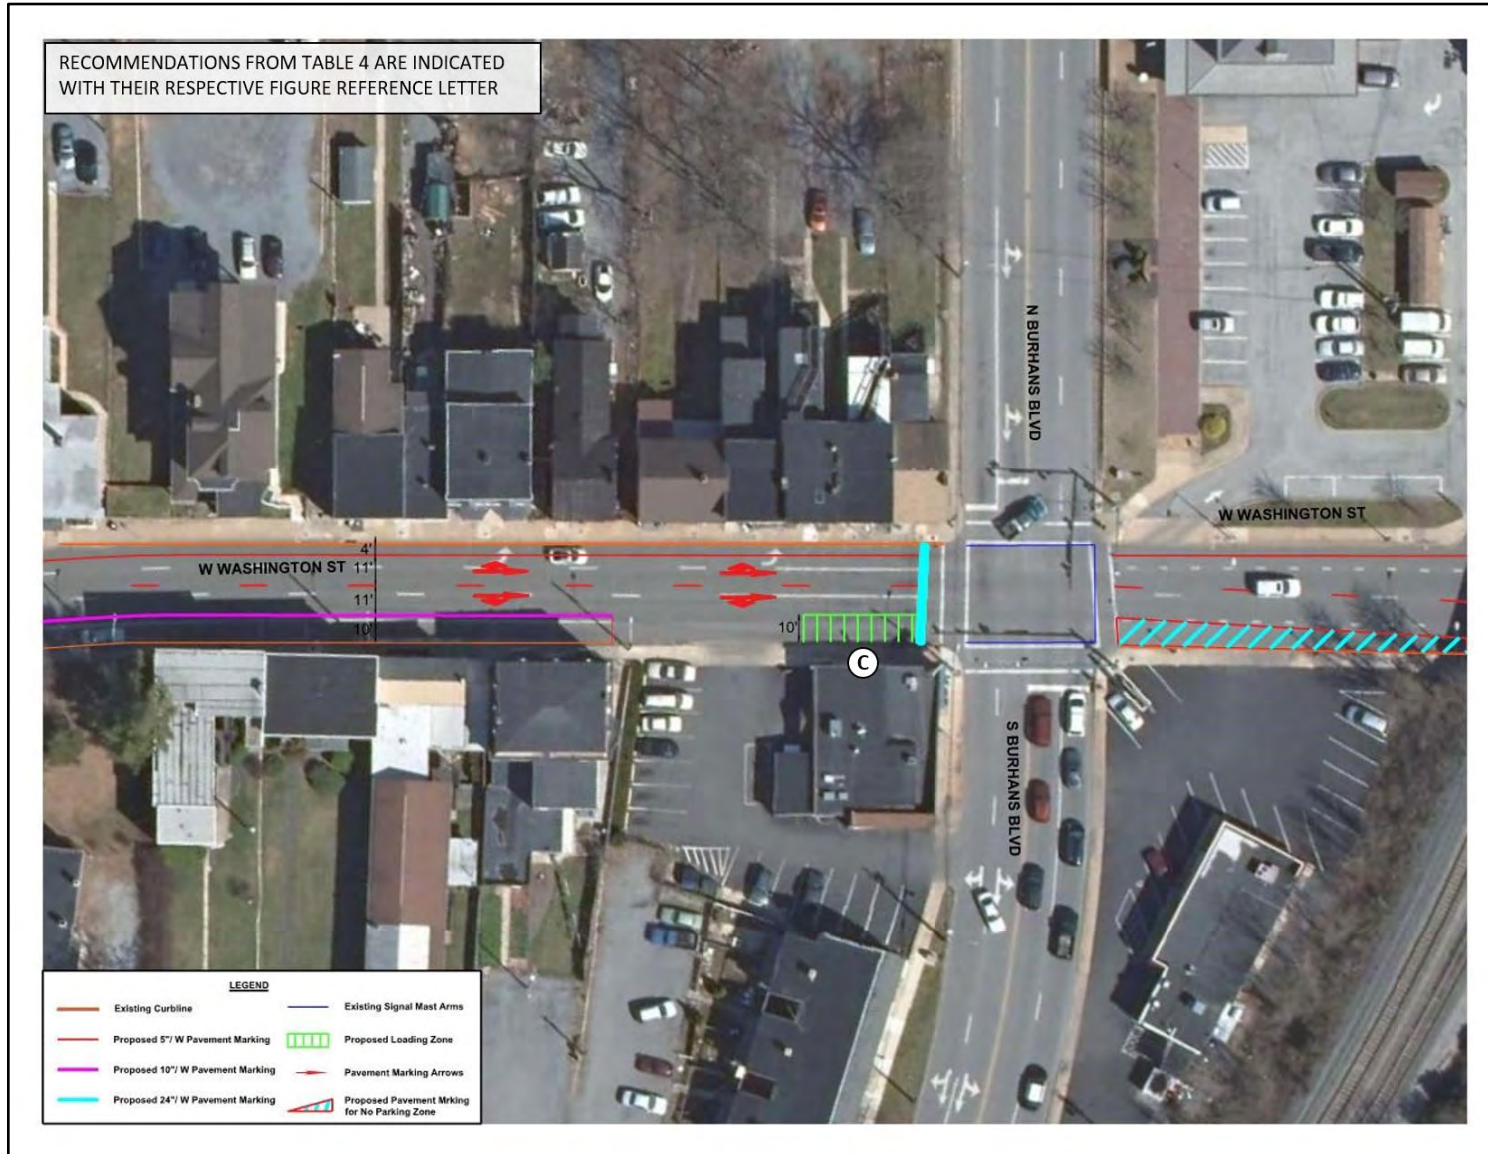 RECOMMENDATIONS FROM TABLE 4 ARE INDICATED
WITH THEIR RESPECTIVE FIGURE REFERENCE LETTER
N BURHANS BLVD
W WASHINGTON ST
W WASHINGTON ST
4'
11'
11'
10'
10'
C
S BURHANS BLVD
LEGEND
Existing Curbline
Existing Signal Mast Arms
Proposed 5"/ W Pavement Marking
Proposed Loading Zone
Proposed 10"/ W Pavement Marking
Pavement Marking Arrows
Proposed 24"/ W Pavement Marking
Proposed Pavement Mrking
for No Parking Zone